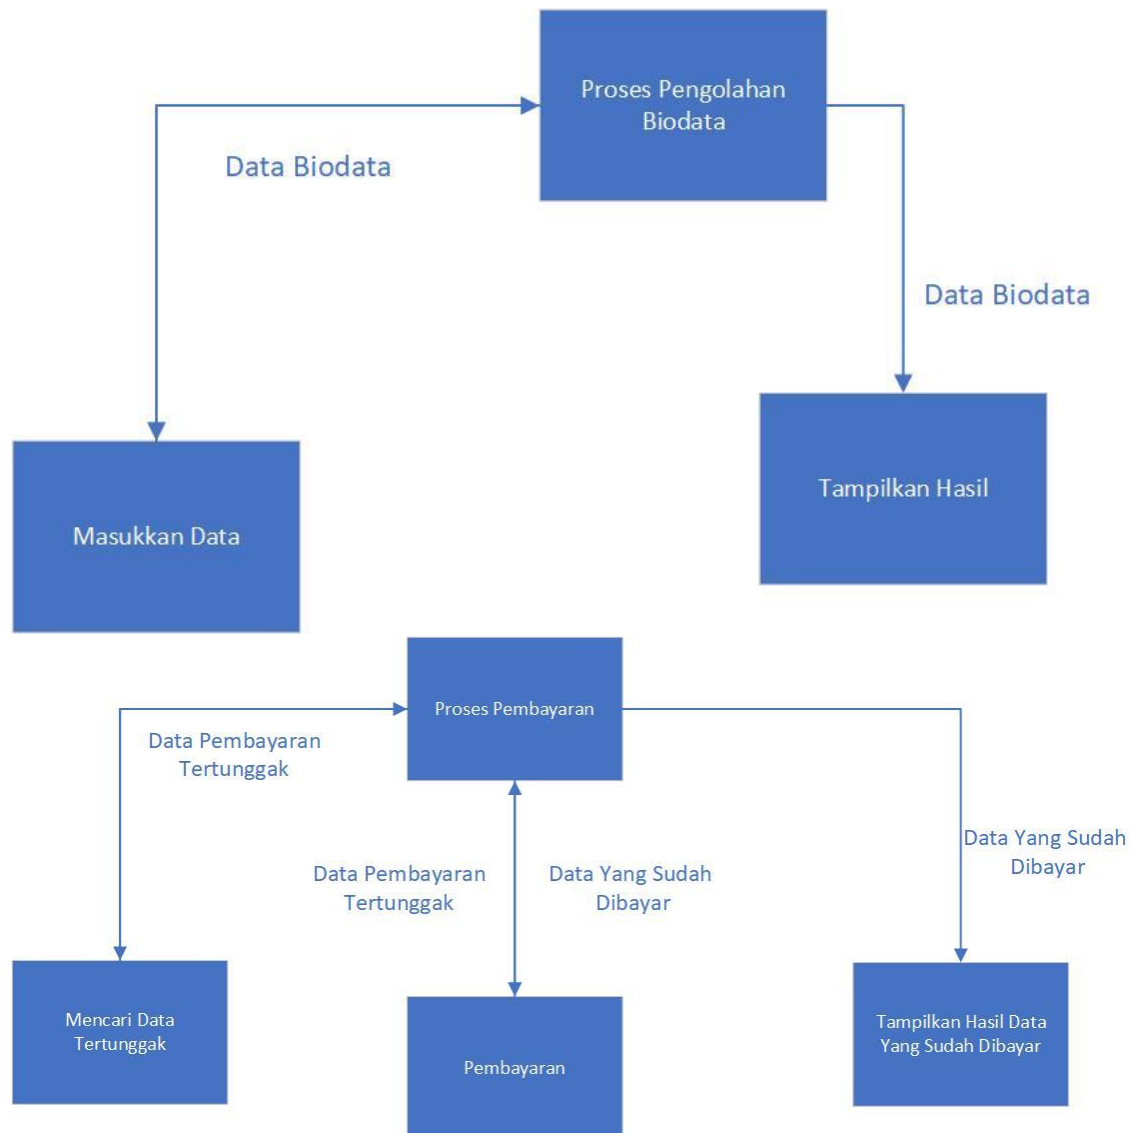 Proses Pengolahan
Biodata
Data Biodata
Data Biodata
Tampilkan Hasil
Masukkan Data
Proses Pembayaran
Data Pembayaran
Tertunggak
Data Yang Sudah
Dibayar
Data Pembayaran
Tertunggak
Data Yang Sudah
Dibayar
Mencari Data
Tertunggak
Pembayaran
Tampilkan Hasil Data
Yang Sudah Dibayar